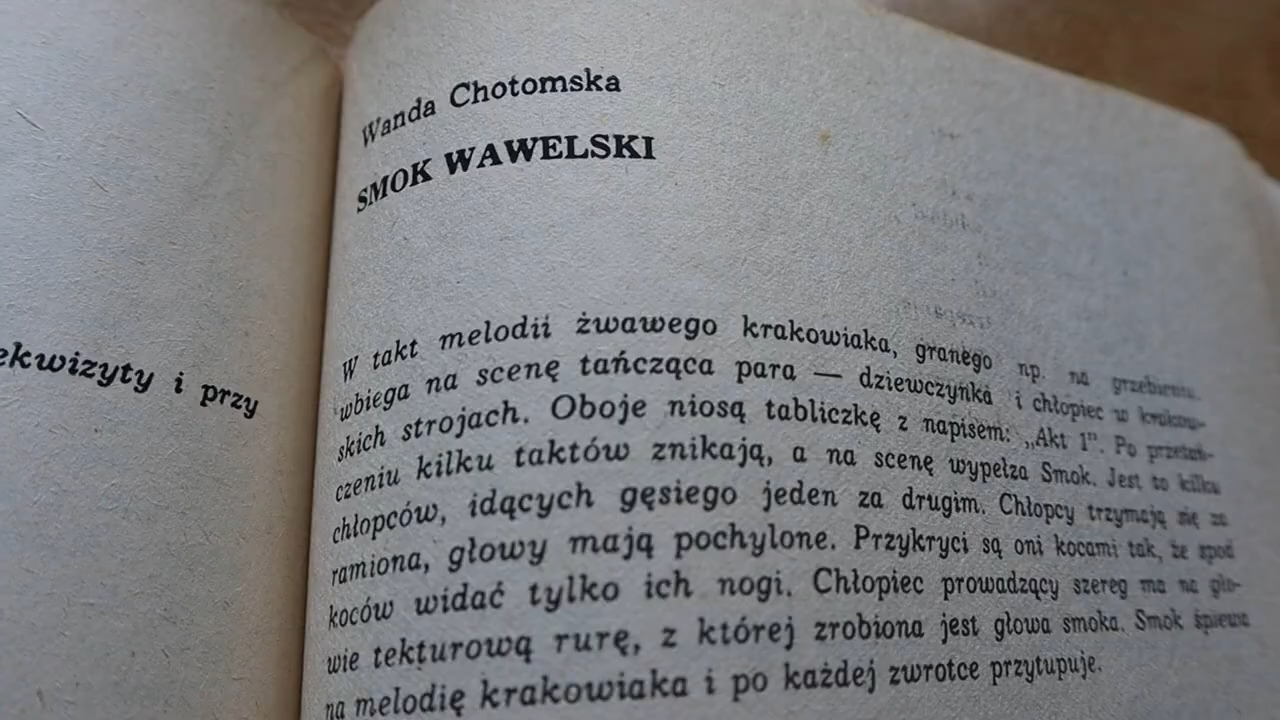 ekwizyty i przy
Wanda Chotomska
SMOK WAWELSKI
W takt melodii żwawego krakowiaka, granego np. na grzebieniu,
wbiega na scenę tańcząca para — dziewczynka i chłopiec w krakow-
skich strojach. Oboje niosą tabliczkę z napisem: „Akt 1”. Po przetań-
czeniu kilku taktów znikają, a na scenę wypełza Smok. Jest to kilku
chłopców, idących gęsiego jeden za drugim. Chłopcy trzymają się za
ramiona, głowy mają pochylone. Przykryci są oni kocami tak, że spod
koców widać tylko ich nogi. Chłopiec prowadzący szereg ma na gło-
wie tekturową rurę, z której zrobiona jest głowa smoka. Smok śpiewa
na melodię krakowiaka i po każdej zwrotce przytupuje.